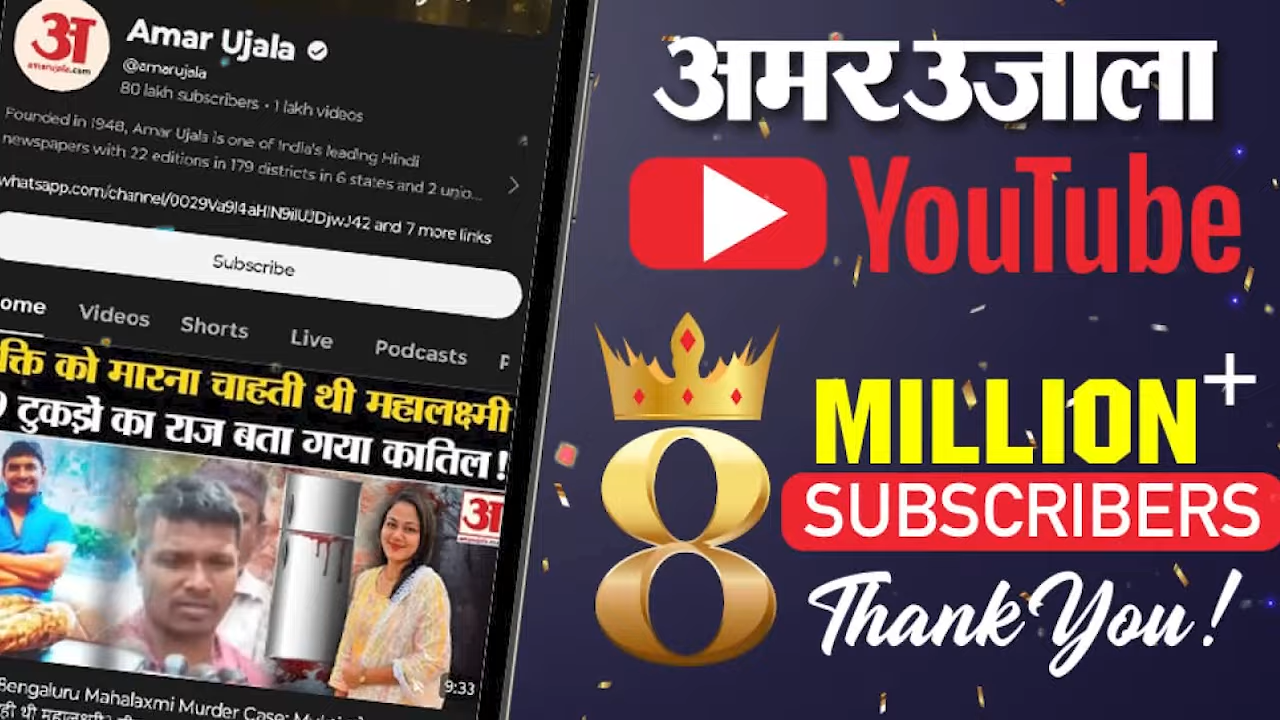 अ
amarujala.com
Amar Ujala
@amarujala
80 lakh subscribers • 1 lakh videos
Founded in 1948, Amar Ujala is one of India's leading Hindi
newspapers with 22 editions in 179 districts in 6 states and 2 unio...
and 7 more links
Subscribe
ome Videos Shorts Live Podcasts P
क्ति को मारना चाहती थी महालक्ष्मी
9 टुकड़ों का राज बता गया कातिल!
अ
9:33
Bengaluru Mahalaxmi Murder Case:
अमर उजाला
YouTube
8
MILLION+
SUBSCRIBERS
Thank You!